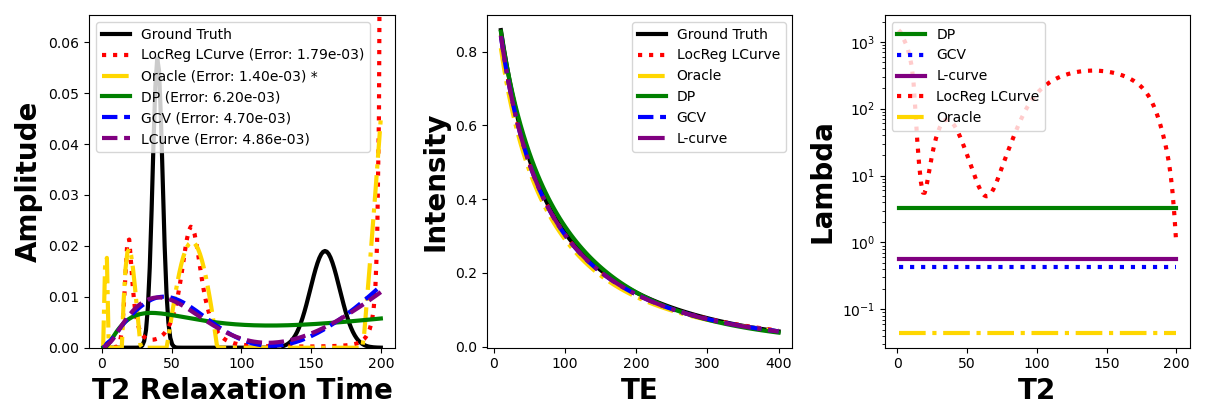 Amplitude
0.06
0.05
0.04
0.03
0.02
0.01
0.00
0
50
100
150
200
T2 Relaxation Time
Ground Truth
LocReg LCurve (Error: 1.79e-03)
Oracle (Error: 1.40e-03) *
DP (Error: 6.20e-03)
GCV (Error: 4.70e-03)
LCurve (Error: 4.86e-03)
Intensity
0.8
0.6
0.4
0.2
0.0
0
100
200
300
400
TE
Ground Truth
LocReg LCurve
Oracle
DP
GCV
L-curve
Lambda
10³
10²
10¹
10⁰
10⁻¹
0
50
100
150
200
T2
DP
GCV
L-curve
LocReg LCurve
Oracle